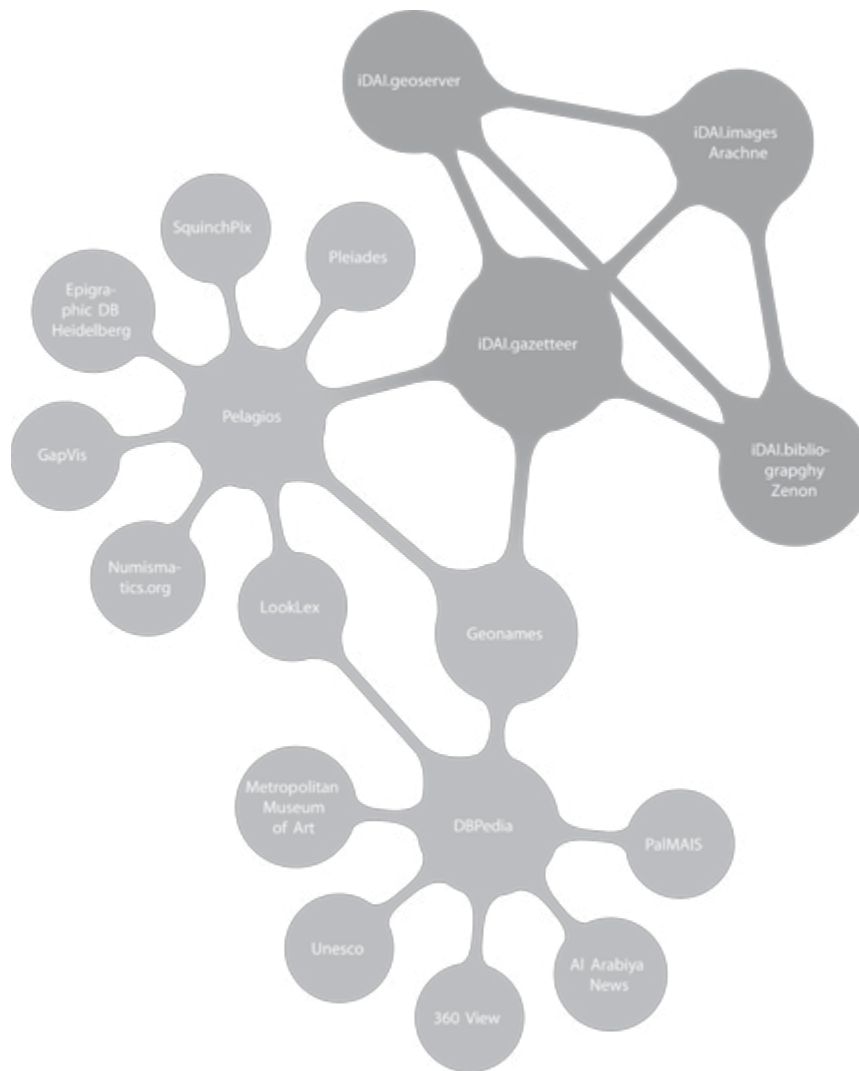 iDAI.geoserver
iDAI.images
Arachne
SquinchPix
Pleiades
Epigra-
phic DB
Heidelberg
iDAI.gazetteer
Pelagios
GapVis
iDAI.biblio-
grapghy
Zenon
Numisma-
tics.org
LookLex
Geonames
Metropolitan
Museum
of Art
DBPedia
PalMAIS
Unesco
Al Arabiya
News
360 View